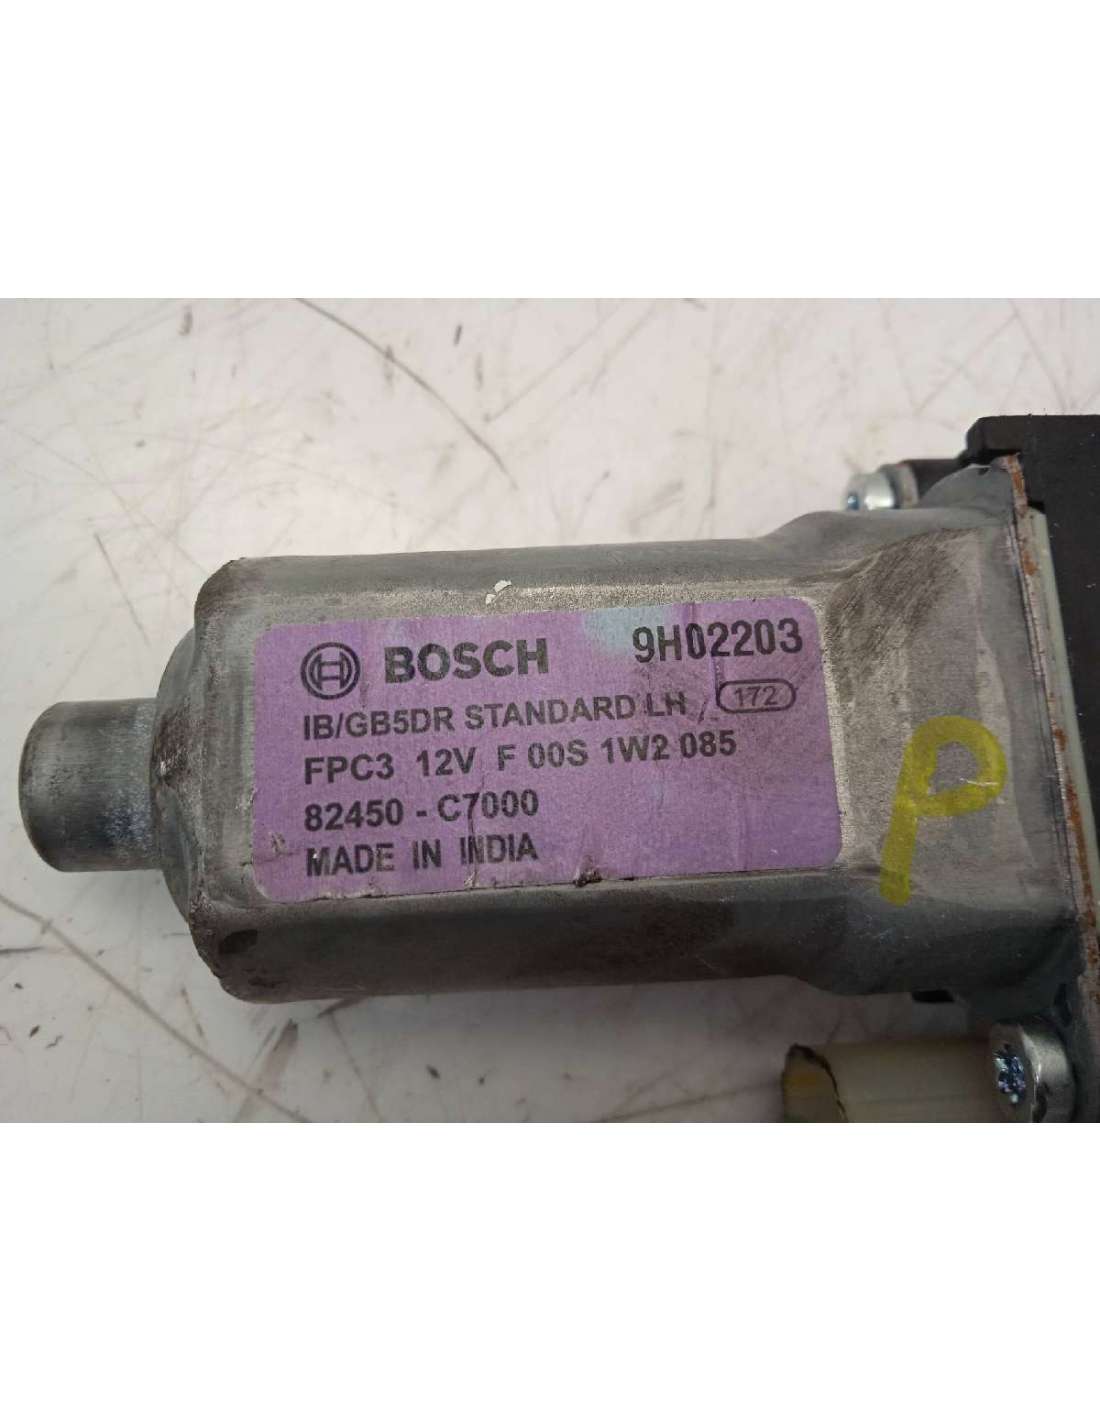 BOSCH 9H02203
IB/GB5DR STANDARD LH 172
FPC3 12V F 00S 1W2 085
82450 - C7000
MADE IN INDIA
P